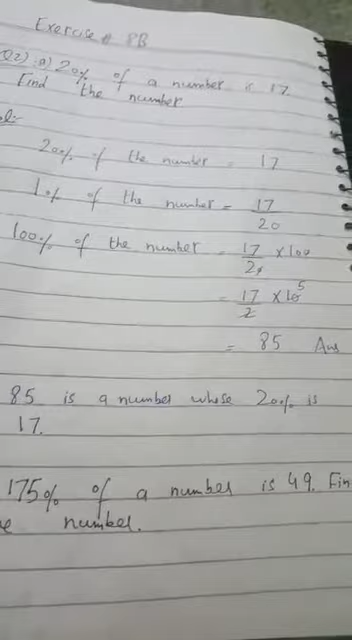 Exercise # 8B
Q2) a) 20% of a number is 17.
Find the number
Sol:-
20% of the number = 17
1% of the number = 17/20
100% of the number = 17/20 × 100
= 17/2 × 10 5
= 85 Ans
85 is a number whose 20% is
17.
175% of a number is 49. Fin
e number.